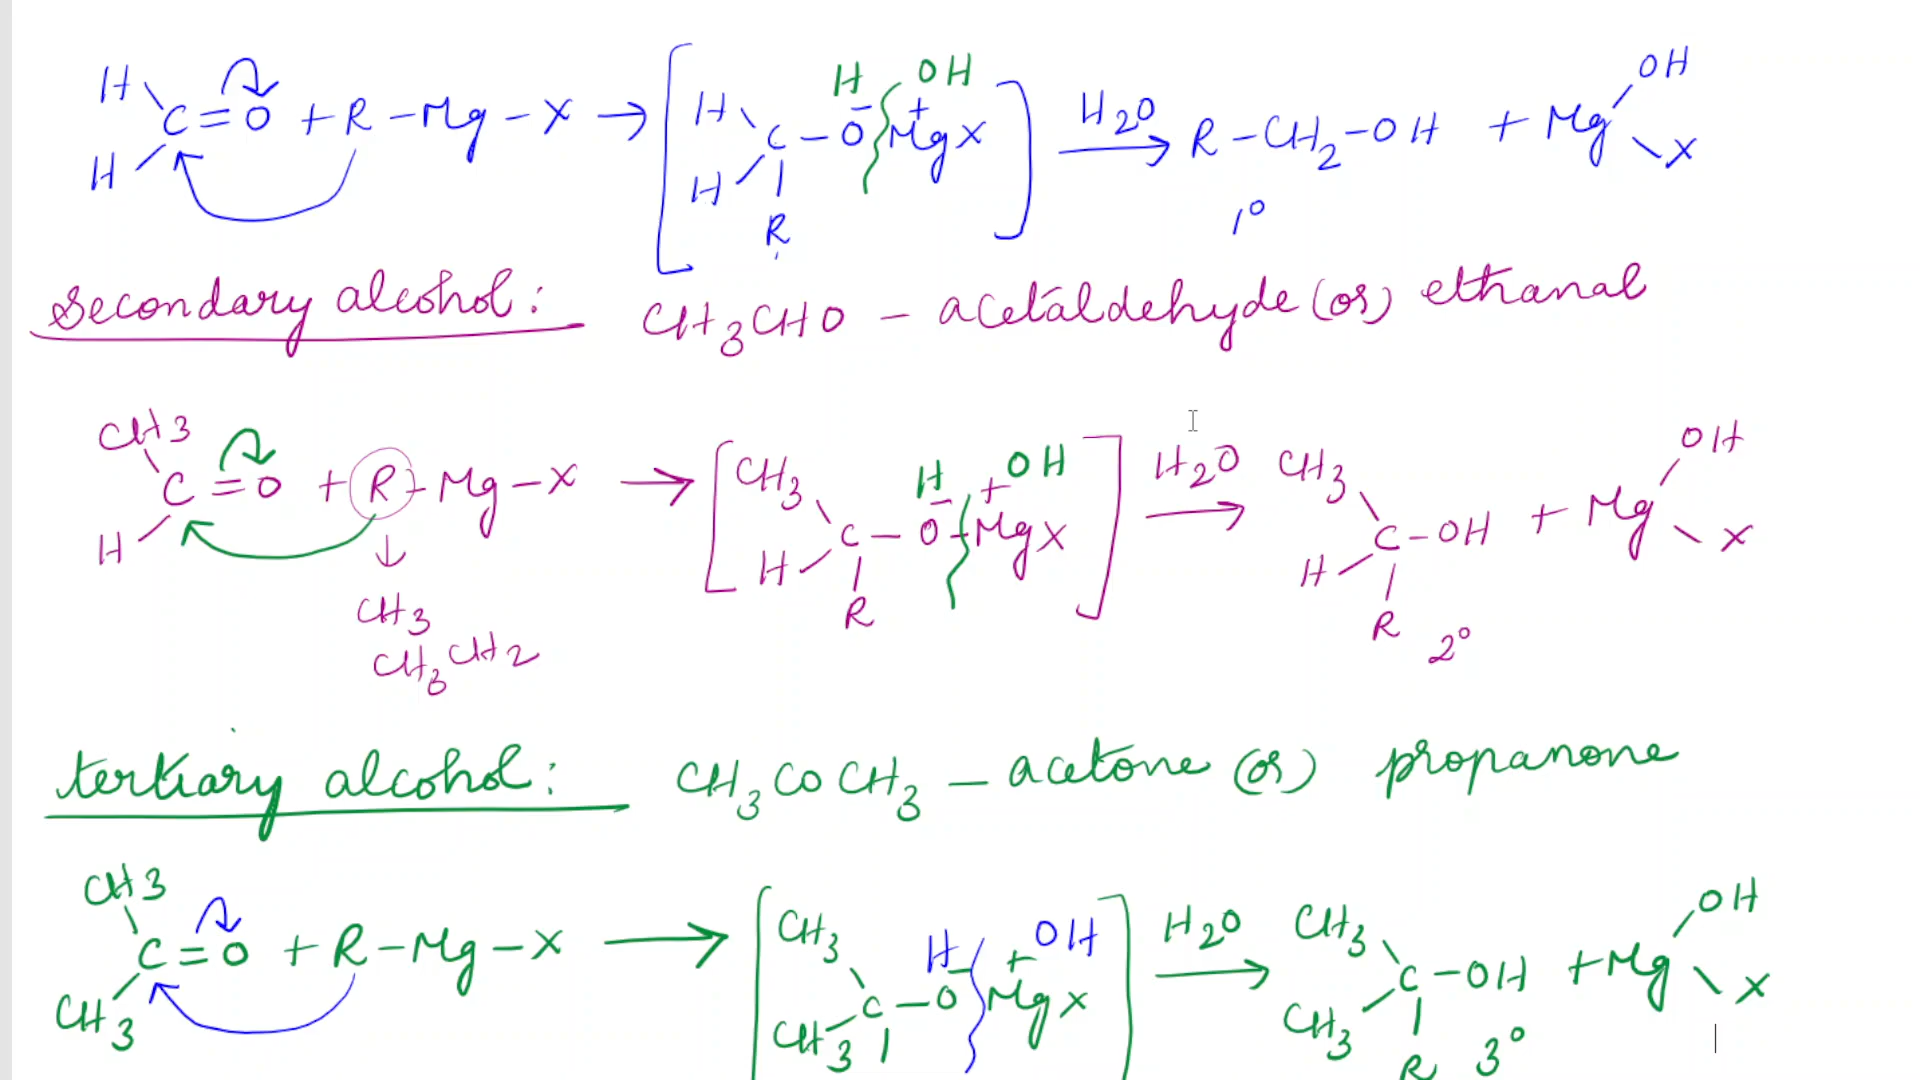 H
H C=O + R-Mg-X → [H H C-O⁻ Mg⁺X R H OH] H2O → R-CH2-OH + Mg OH X
1°
Secondary alcohol: CH3CHO - acetaldehyde (or) ethanal
CH3
H C=O + R-Mg-X → [CH3 H C-O⁻ Mg⁺X R H OH] H2O → CH3 H C-OH R + Mg OH X
↓
CH3
CH3CH2
2°
tertiary alcohol: CH3COCH3 - acetone (or) propanone
CH3
CH3 C=O + R-Mg-X → [CH3 CH3 C-O⁻ Mg⁺X H OH] H2O → CH3 CH3 C-OH R + Mg OH X
3°